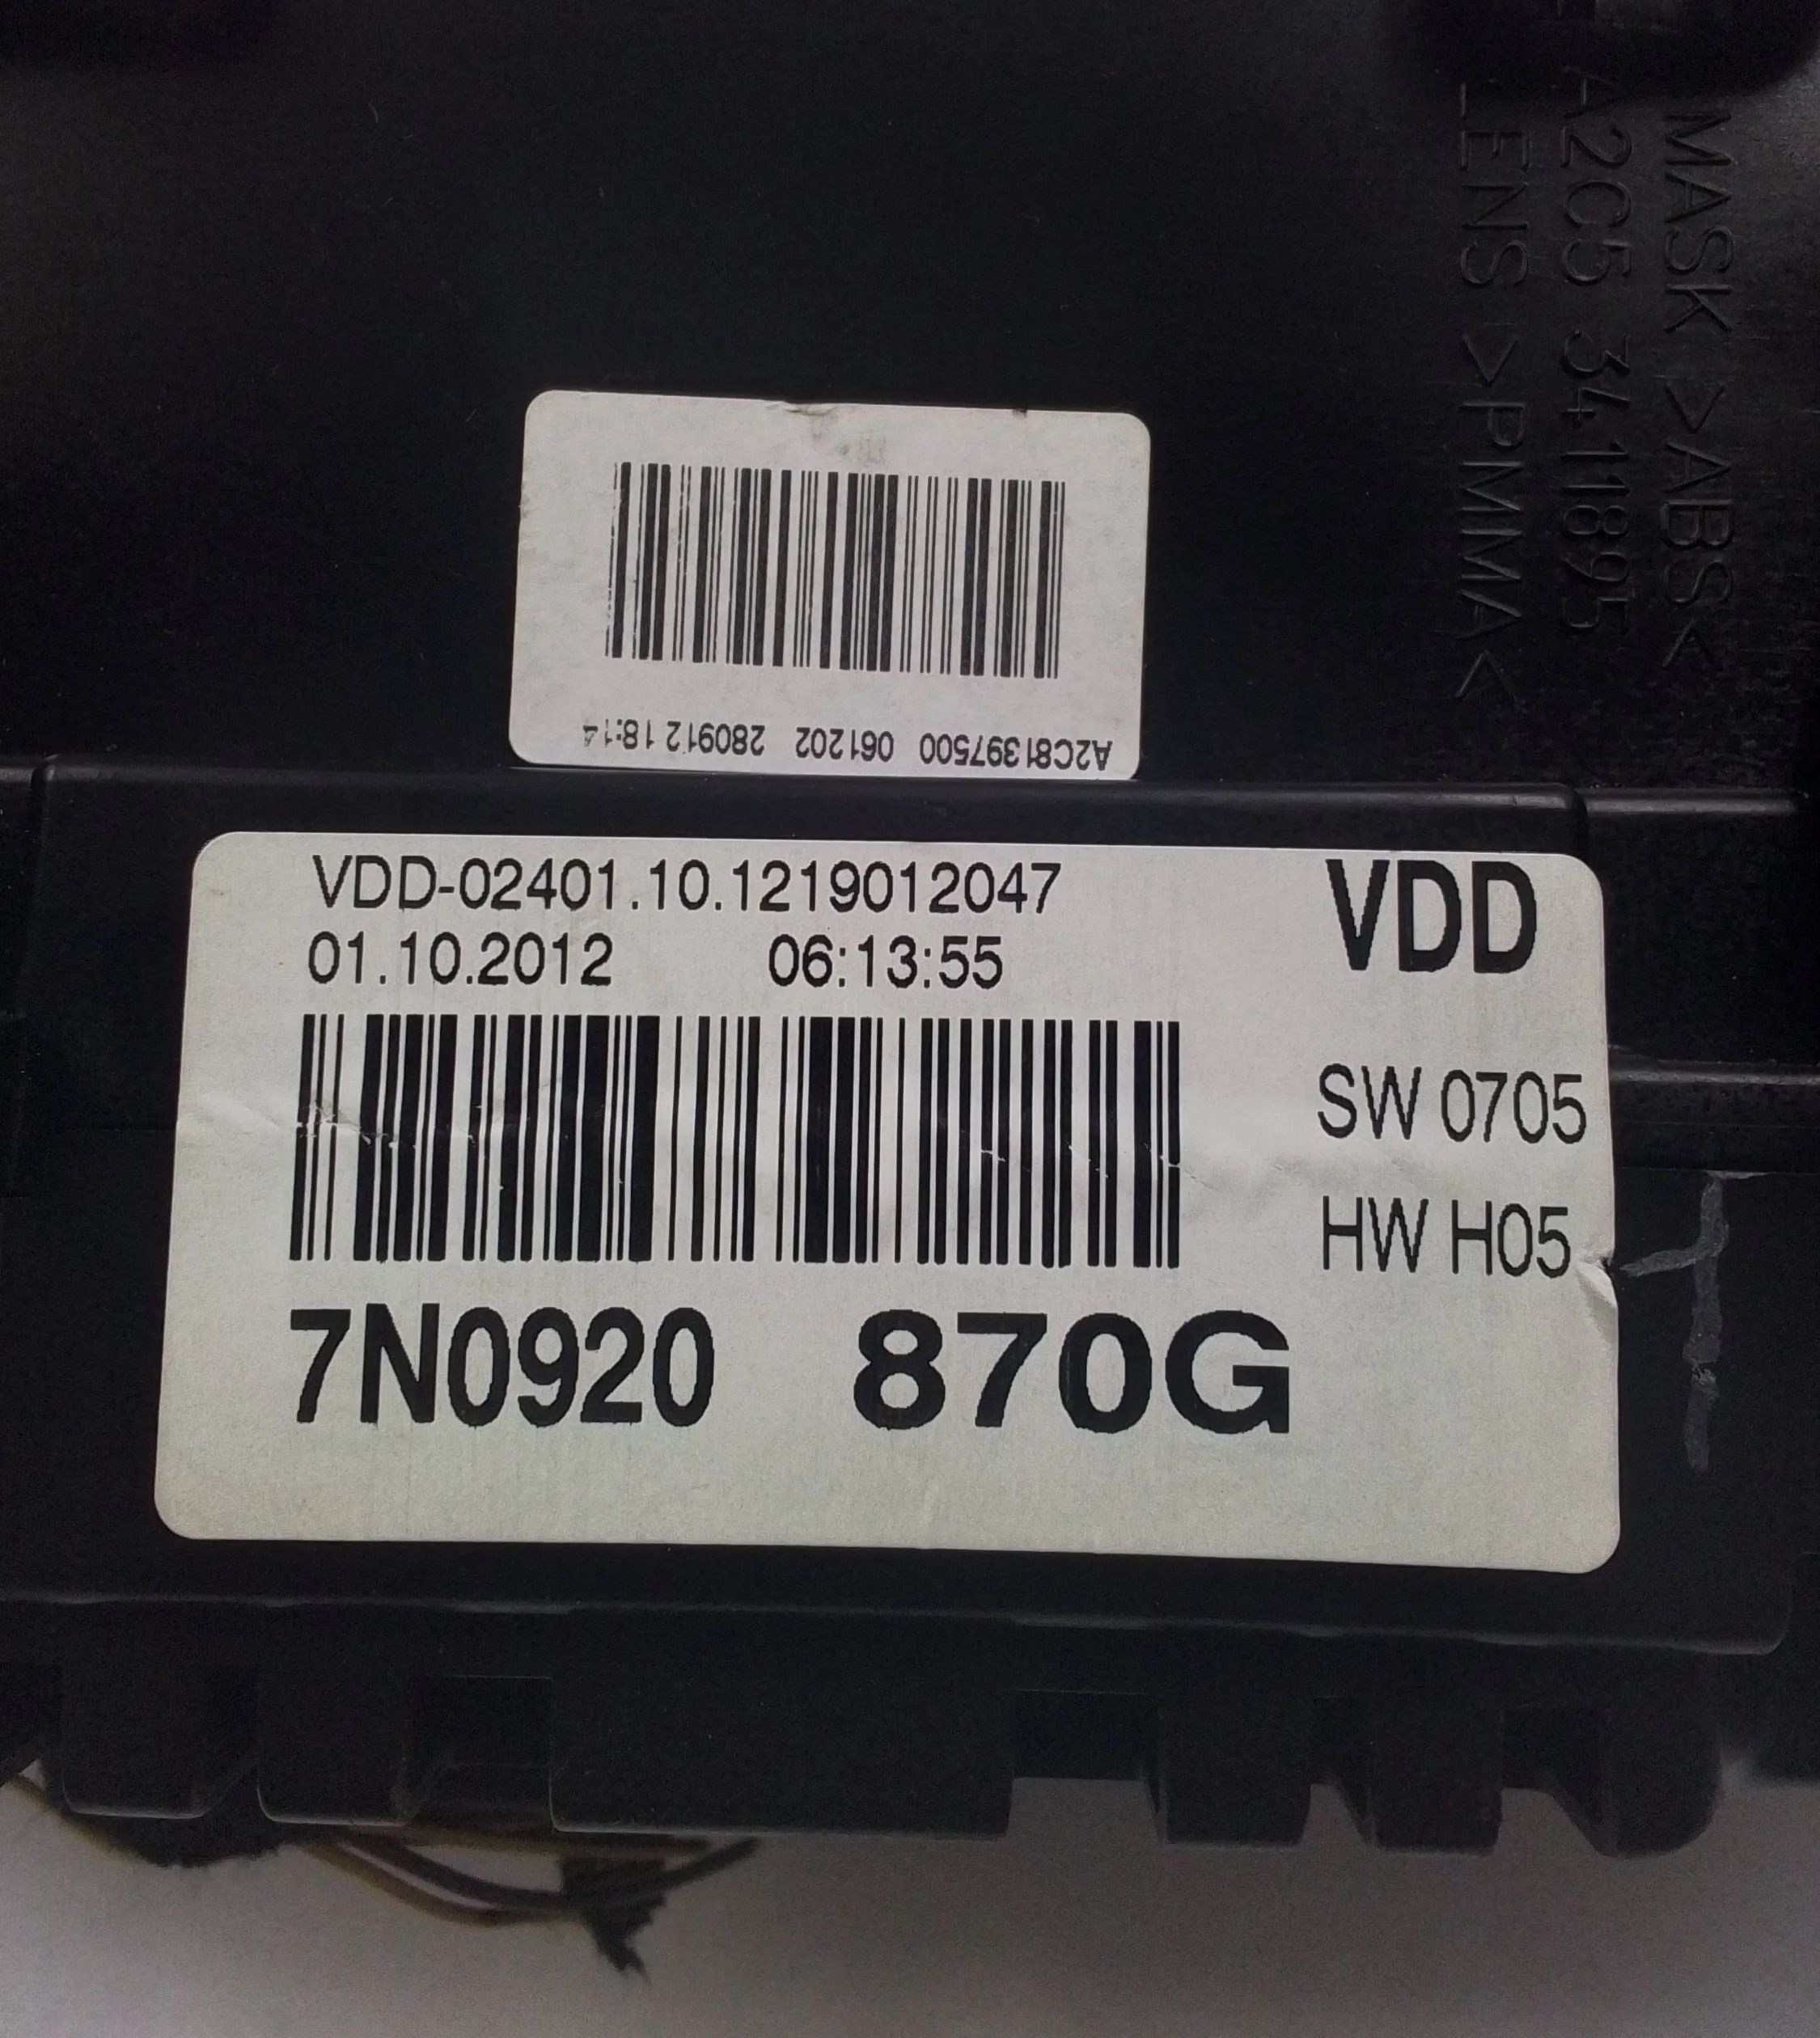 MASK >ABS<
A2C5 3411895
LENS >PMMA<
A2C81397500 061202 280912 18:14
VDD-02401.10.1219012047
01.10.2012 06:13:55
VDD
SW 0705
HW H05
7N0920 870G